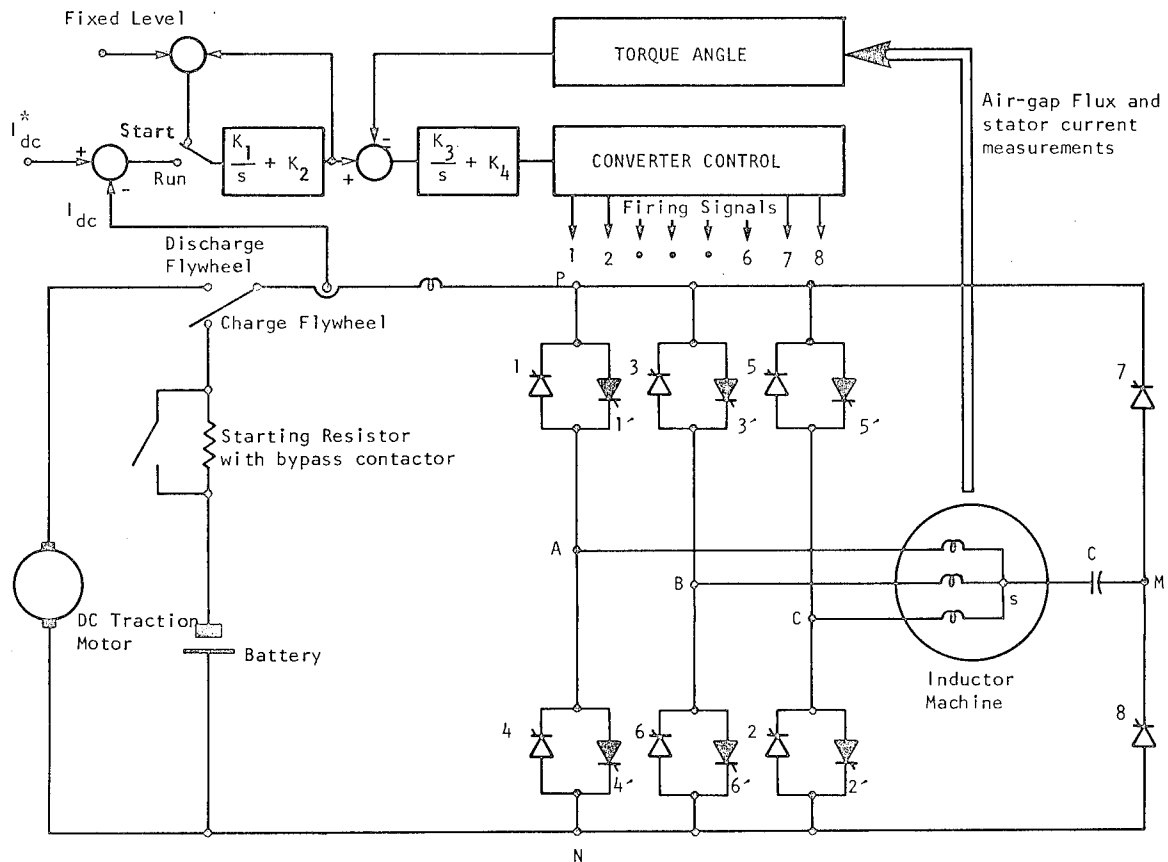 Fixed Level
TORQUE ANGLE
Air-gap Flux and
stator current
measurements
I*dc
+
-
Start
Run
K1/s + K2
+
-
K3/s + K4
CONVERTER CONTROL
Idc
Firing Signals
1 2 • • • 6 7 8
Discharge
Flywheel
Charge Flywheel
P
1
1´
3
3´
5
5´
7
Starting Resistor
with bypass contactor
A
B
C
s
C
M
DC Traction
Motor
Battery
Inductor
Machine
4
4´
6
6´
2
2´
8
N